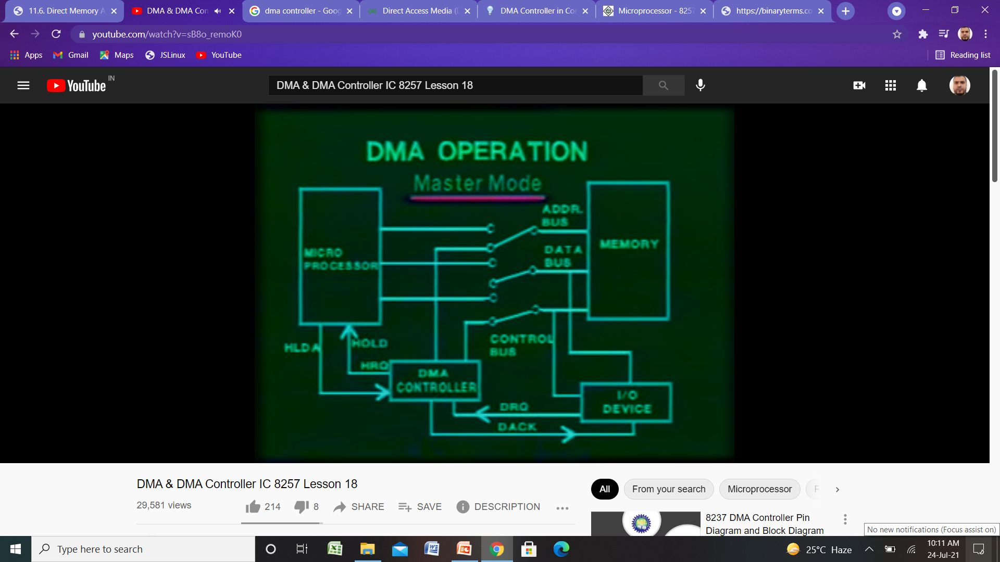 11.6. Direct Memory A
DMA & DMA Con
dma controller - Goog
Direct Access Media (
DMA Controller in Co
Microprocessor - 8257
https://binaryterms.co
youtube.com/watch?v=sB8o_remoK0
Apps
Gmail
Maps
JSLinux
YouTube
Reading list
YouTube IN
DMA & DMA Controller IC 8257 Lesson 18
DMA OPERATION
Master Mode
ADDR.
BUS
MICRO
PROCESSOR
DATA
BUS
MEMORY
CONTROL
BUS
HLDA
HOLD
HRQ
DMA
CONTROLLER
I/O
DEVICE
DRQ
DACK
DMA & DMA Controller IC 8257 Lesson 18
29,581 views
214
8
SHARE
SAVE
DESCRIPTION
All
From your search
Microprocessor
8237 DMA Controller Pin
Diagram and Block Diagram
No new notifications (Focus assist on)
Type here to search
25°C Haze
10:11 AM
24-Jul-21